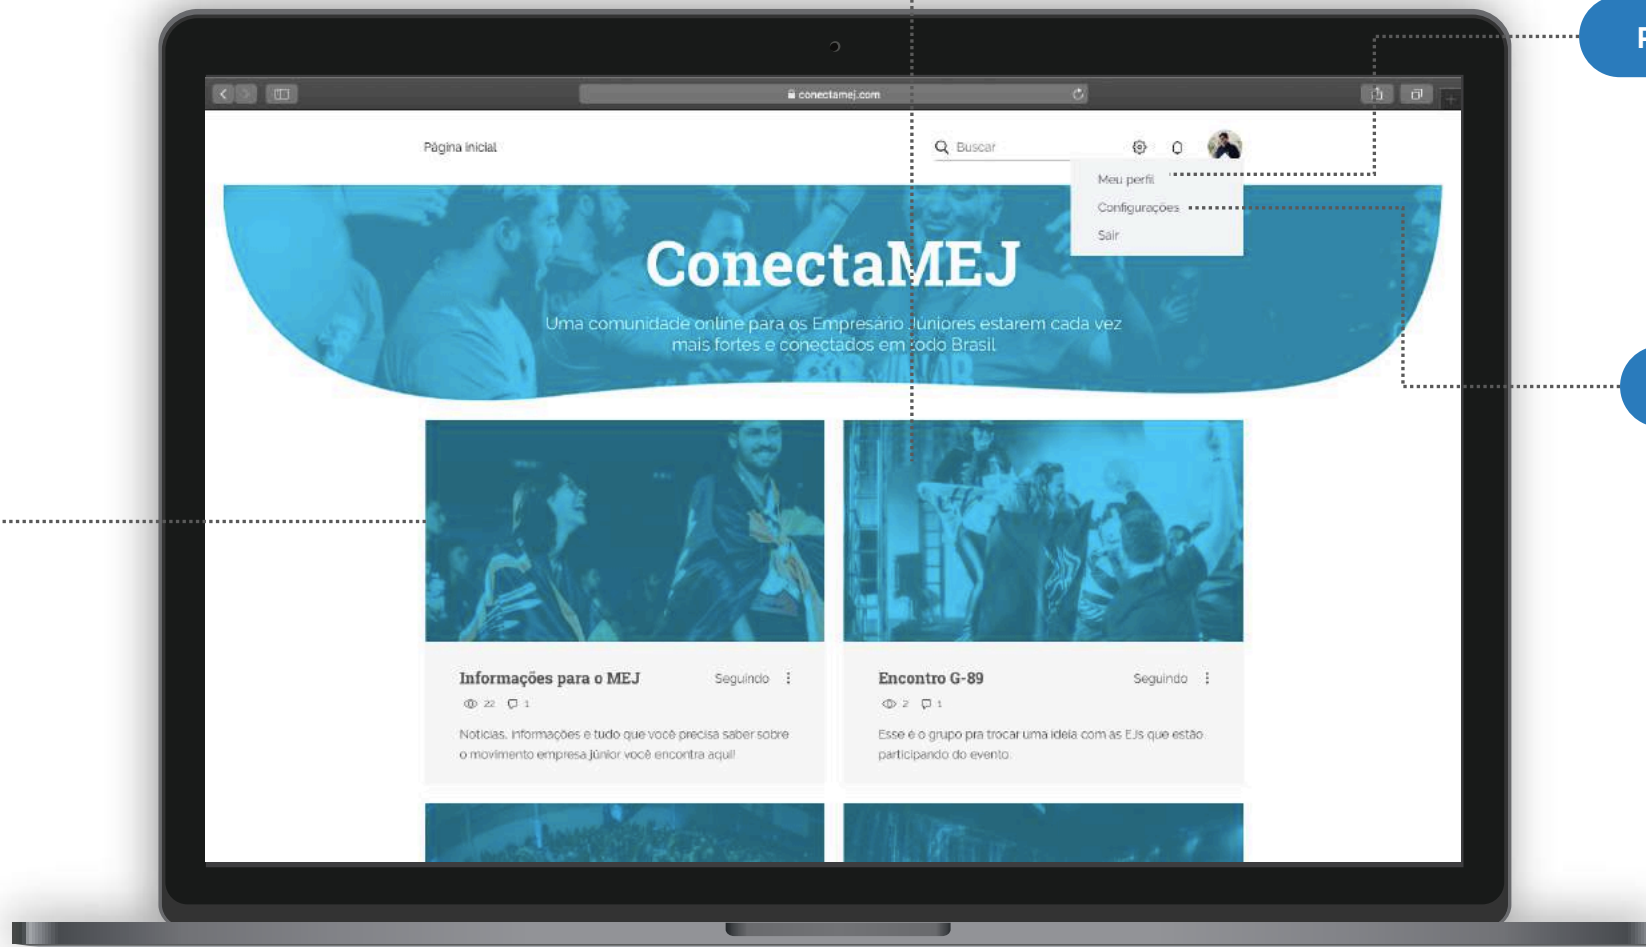 P
conectamej.com
Página inicial
Buscar
Meu perfil
Configurações
Sair
ConectaMEJ
Uma comunidade online para os Empresário Juniores estarem cada vez
mais fortes e conectados em todo Brasil
Informações para o MEJ
Seguindo
22 1
Notícias, informações e tudo que você precisa saber sobre
o movimento empresa júnior você encontra aqui!
Encontro G-89
Seguindo
2 1
Esse é o grupo pra trocar uma ideia com as EJs que estão
participando do evento.